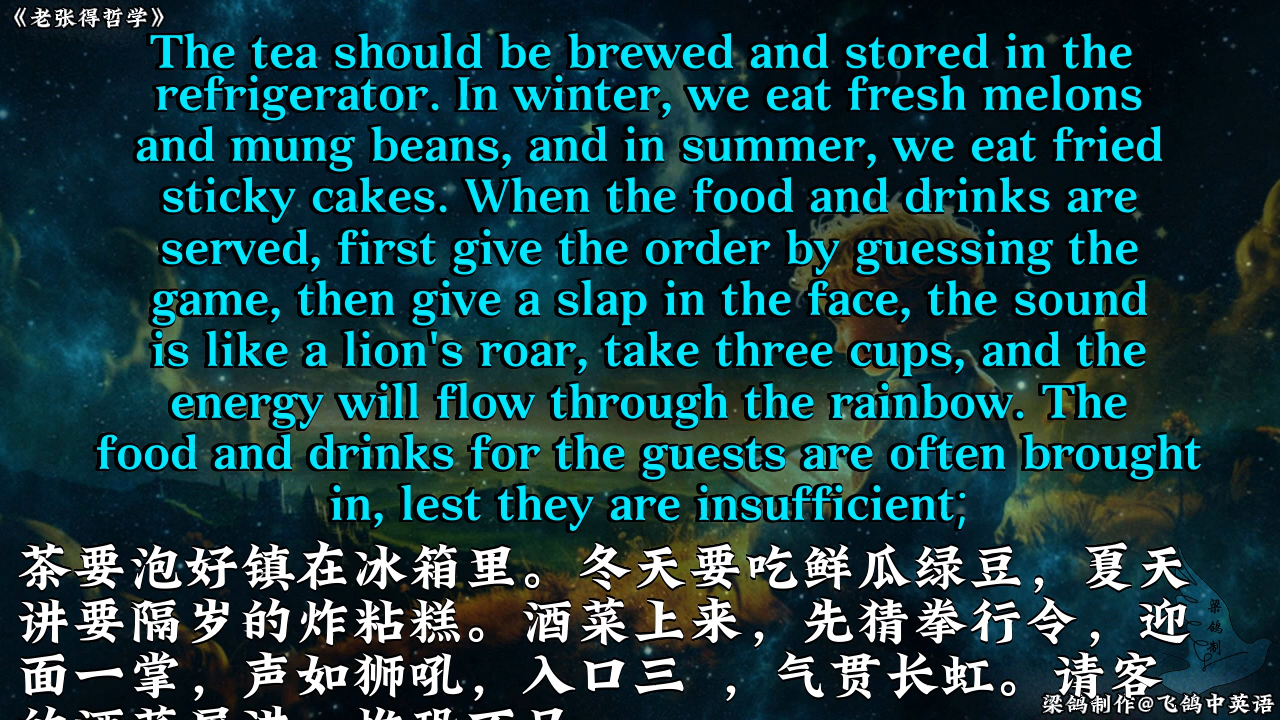 《老张得哲学》
The tea should be brewed and stored in the
refrigerator. In winter, we eat fresh melons
and mung beans, and in summer, we eat fried
sticky cakes. When the food and drinks are
served, first give the order by guessing the
game, then give a slap in the face, the sound
is like a lion's roar, take three cups, and the
energy will flow through the rainbow. The
food and drinks for the guests are often brought
in, lest they are insufficient;
茶要泡好镇在冰箱里。冬天要吃鲜瓜绿豆，夏天
讲要隔岁的炸粘糕。酒菜上来，先猜拳行令，迎
面一掌，声如狮吼，入口三 ，气贯长虹。请客
梁鸽制
梁鸽制作@飞鸽中英语